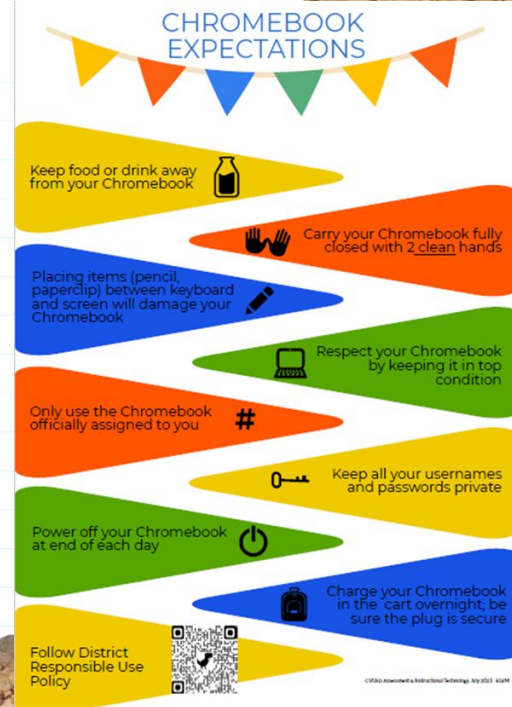 CHROMEBOOK
EXPECTATIONS
Keep food or drink away
from your Chromebook
Carry your Chromebook fully
closed with 2 clean hands
Placing items (pencil,
paperclip) between keyboard
and screen will damage your
Chromebook
Respect your Chromebook
by keeping it in top
condition
Only use the Chromebook
officially assigned to you
#
Keep all your usernames
and passwords private
Power off your Chromebook
at end of each day
Charge your Chromebook
in the cart overnight; be
sure the plug is secure
Follow District
Responsible Use
Policy